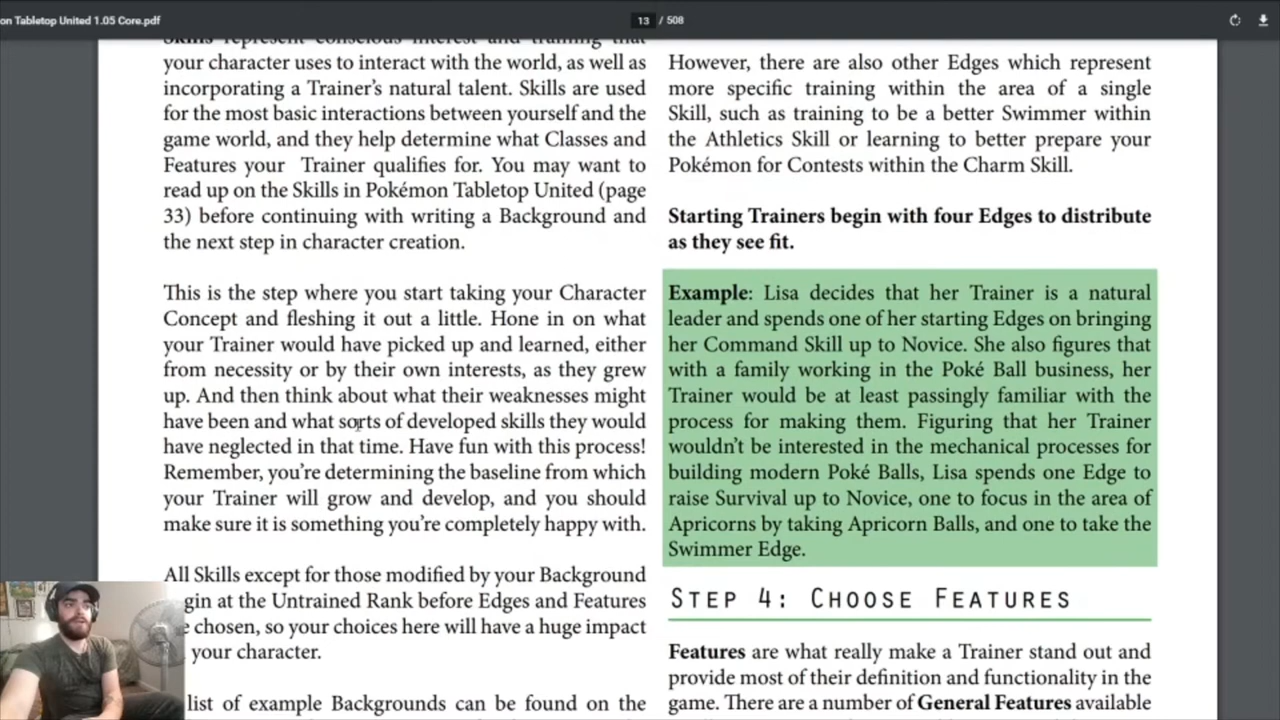 on Tabletop United 1.05 Core.pdf
13 / 508
Skills represent conscious interest and training that
your character uses to interact with the world, as well as
incorporating a Trainer's natural talent. Skills are used
for the most basic interactions between yourself and the
game world, and they help determine what Classes and
Features your Trainer qualifies for. You may want to
read up on the Skills in Pokémon Tabletop United (page
33) before continuing with writing a Background and
the next step in character creation.
This is the step where you start taking your Character
Concept and fleshing it out a little. Hone in on what
your Trainer would have picked up and learned, either
from necessity or by their own interests, as they grew
up. And then think about what their weaknesses might
have been and what sorts of developed skills they would
have neglected in that time. Have fun with this process!
Remember, you're determining the baseline from which
your Trainer will grow and develop, and you should
make sure it is something you're completely happy with.
All Skills except for those modified by your Background
gin at the Untrained Rank before Edges and Features
e chosen, so your choices here will have a huge impact
your character.
list of example Backgrounds can be found on the
However, there are also other Edges which represent
more specific training within the area of a single
Skill, such as training to be a better Swimmer within
the Athletics Skill or learning to better prepare your
Pokémon for Contests within the Charm Skill.
Starting Trainers begin with four Edges to distribute
as they see fit.
Example: Lisa decides that her Trainer is a natural
leader and spends one of her starting Edges on bringing
her Command Skill up to Novice. She also figures that
with a family working in the Poké Ball business, her
Trainer would be at least passingly familiar with the
process for making them. Figuring that her Trainer
wouldn't be interested in the mechanical processes for
building modern Poké Balls, Lisa spends one Edge to
raise Survival up to Novice, one to focus in the area of
Apricorns by taking Apricorn Balls, and one to take the
Swimmer Edge.
Step 4: Choose Features
Features are what really make a Trainer stand out and
provide most of their definition and functionality in the
game. There are a number of General Features available